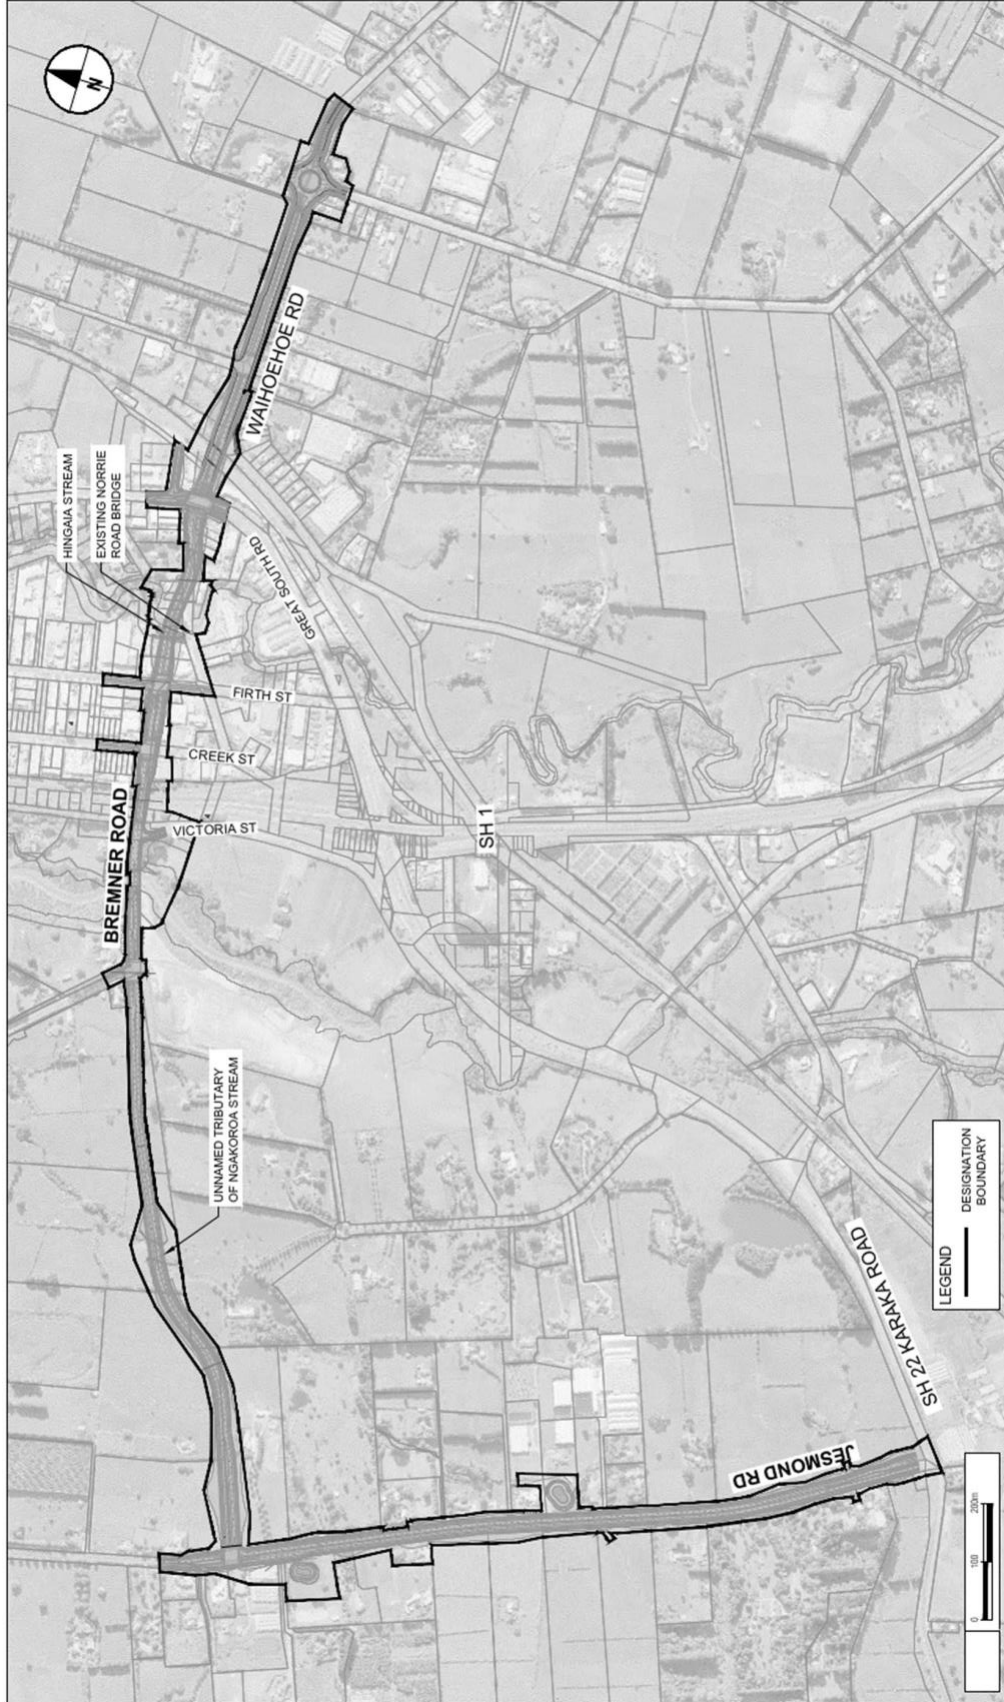 N
HINGAIA STREAM
EXISTING NORRIE
ROAD BRIDGE
WAIHOEHOE RD
GREAT SOUTH RD
FIRTH ST
CREEK ST
VICTORIA ST
BREMNER ROAD
SH 1
UNNAMED TRIBUTARY
OF NGAKOROA STREAM
SH 22 KARAKA ROAD
JESMOND RD
LEGEND
DESIGNATION
BOUNDARY
0 100 200m